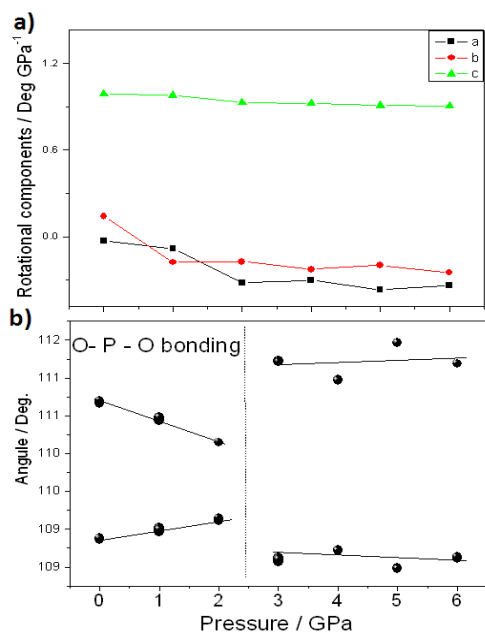 a)
a
b
c
1.2
0.6
0.0
Rotational components / Deg GPa⁻¹
b)
O- P - O bonding
112
111
111
110
110
109
109
Angule / Deg.
0 1 2 3 4 5 6
Pressure / GPa